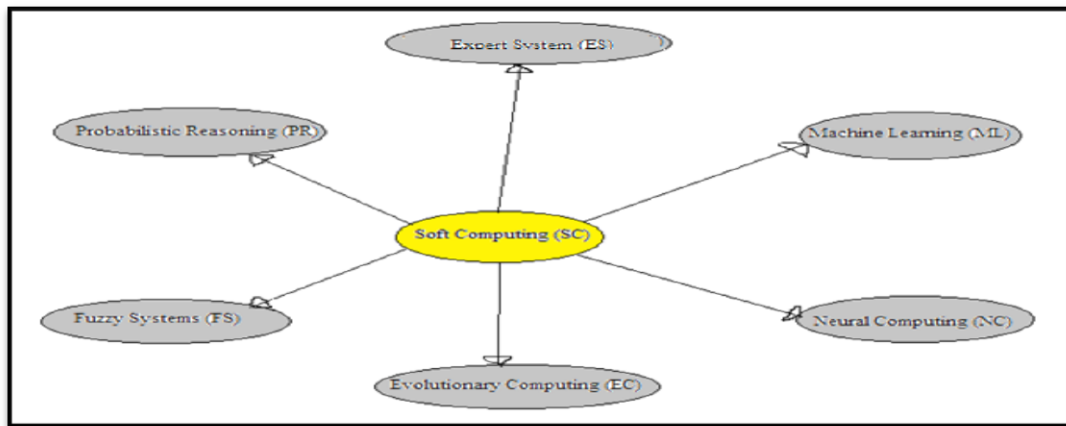 Expert System (ES)
Probabilistic Reasoning (PR)
Machine Learning (ML)
Soft Computing (SC)
Fuzzy Systems (FS)
Neural Computing (NC)
Evolutionary Computing (EC)